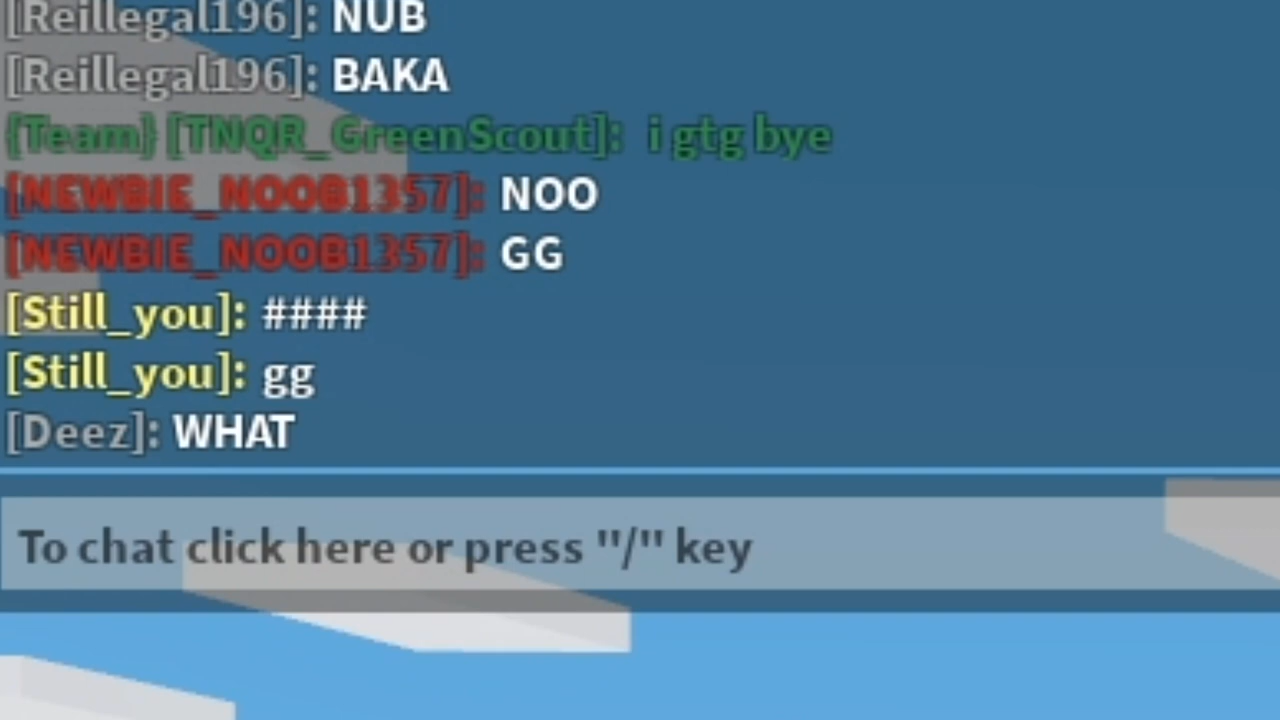 [Reillegal196]: NUB
[Reillegal196]: BAKA
{Team} [TNQR_GreenScout]: i gtg bye
[NEWBIE_NOOB1357]: NOO
[NEWBIE_NOOB1357]: GG
[Still_you]: ####
[Still_you]: gg
[Deez]: WHAT
To chat click here or press "/" key